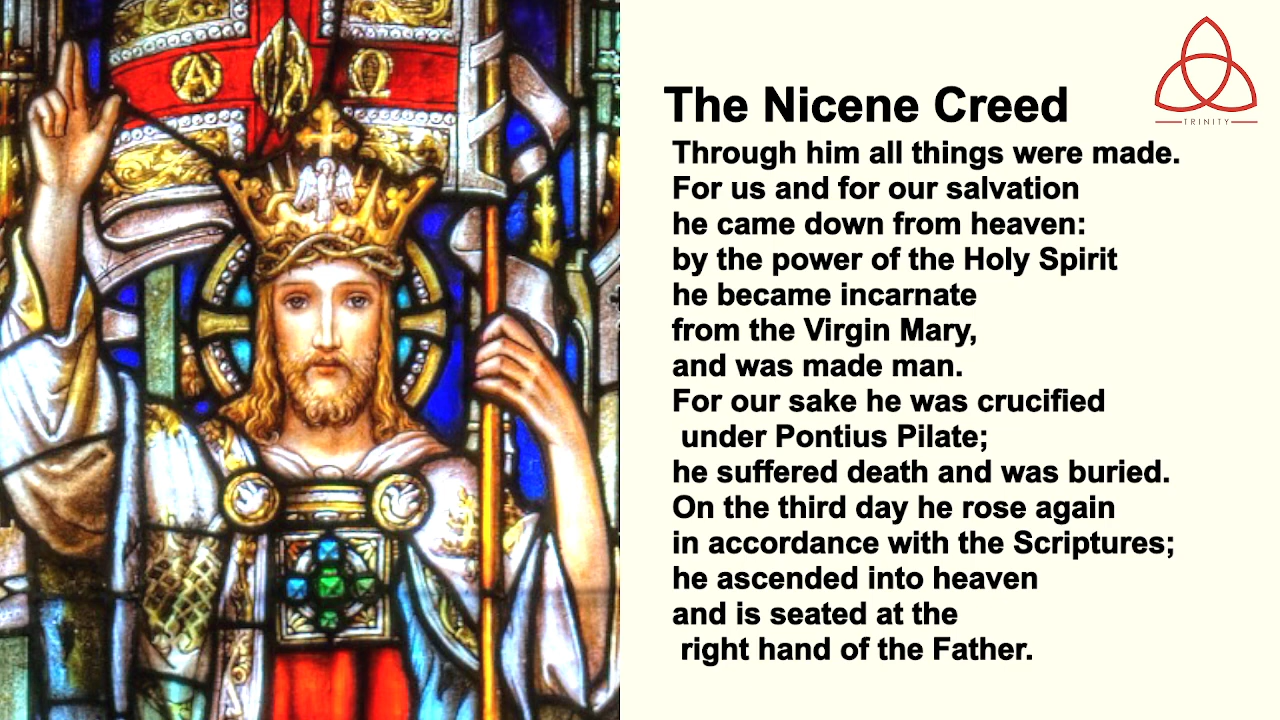 A Ω
TRINITY
The Nicene Creed
Through him all things were made.
For us and for our salvation
he came down from heaven:
by the power of the Holy Spirit
he became incarnate
from the Virgin Mary,
and was made man.
For our sake he was crucified
under Pontius Pilate;
he suffered death and was buried.
On the third day he rose again
in accordance with the Scriptures;
he ascended into heaven
and is seated at the
right hand of the Father.